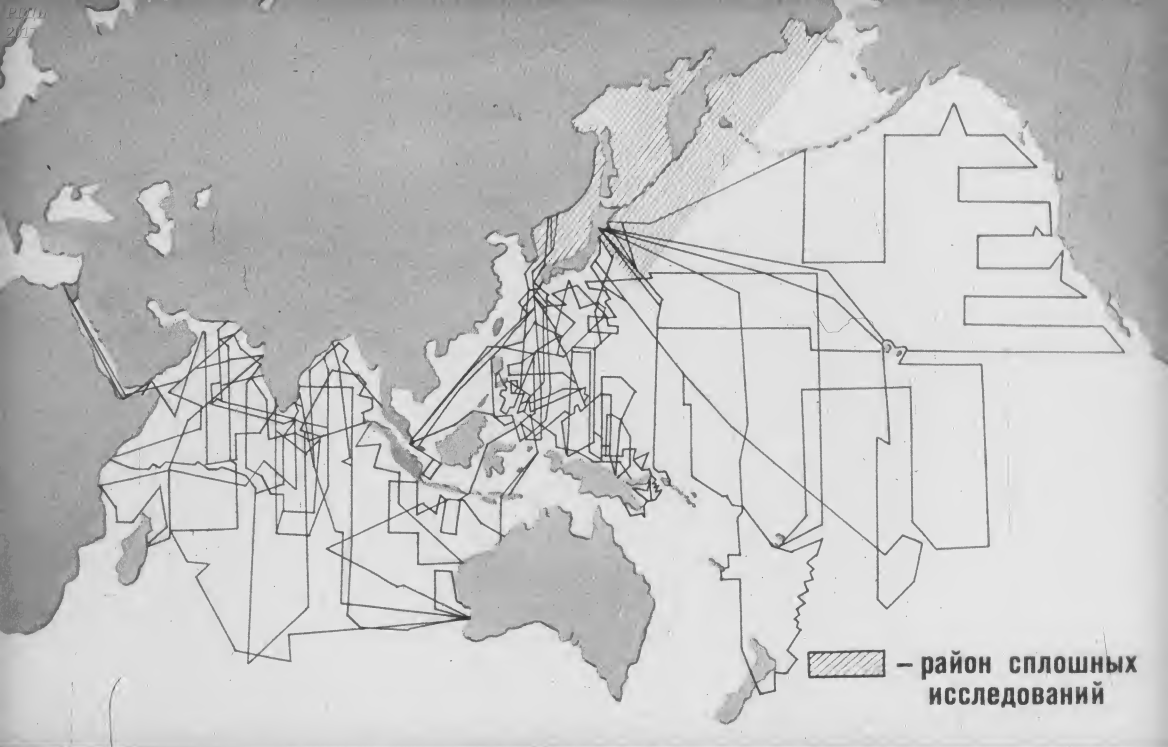 – район сплошных
исследований